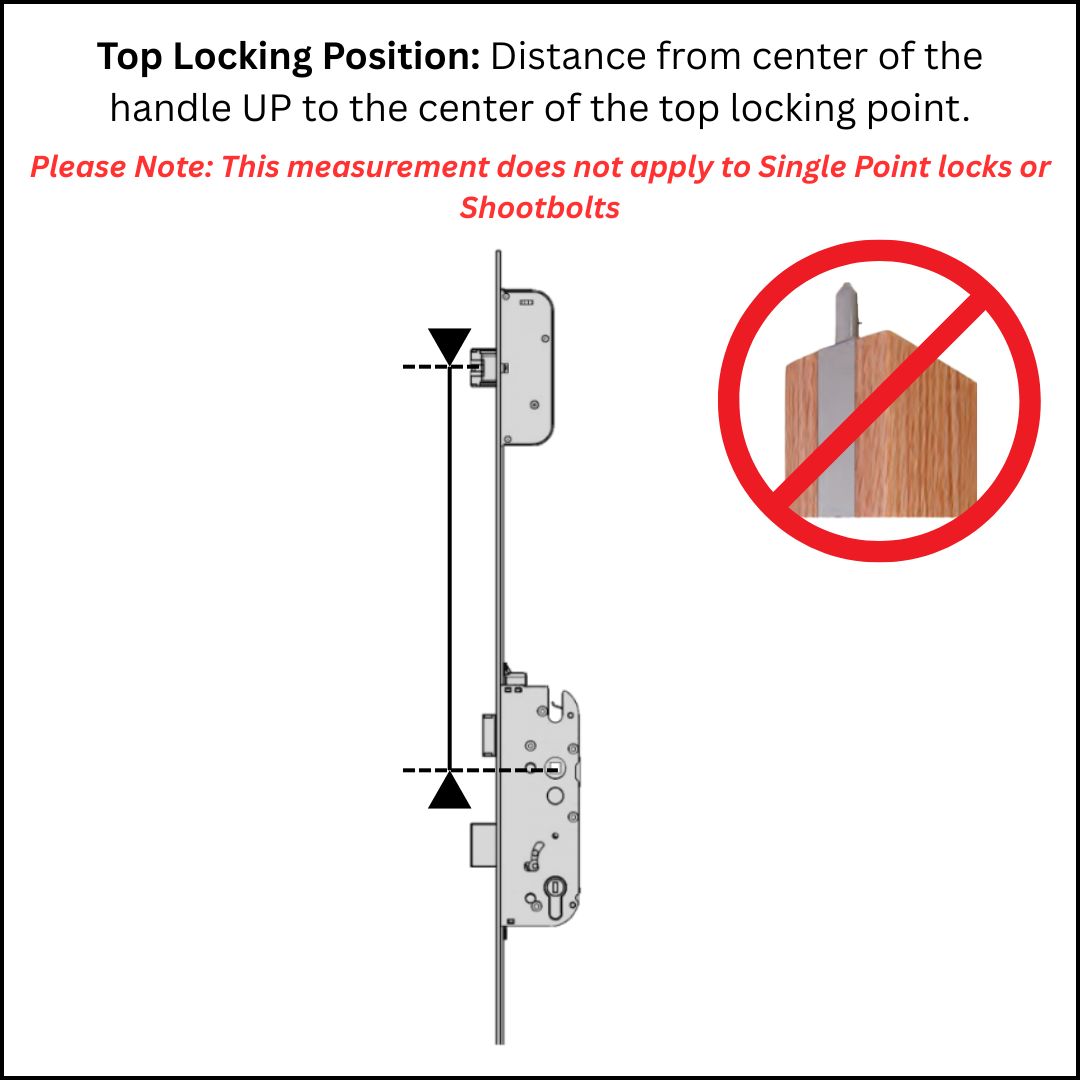 Top Locking Position: Distance from center of the
handle UP to the center of the top locking point.
Please Note: This measurement does not apply to Single Point locks or
Shootbolts